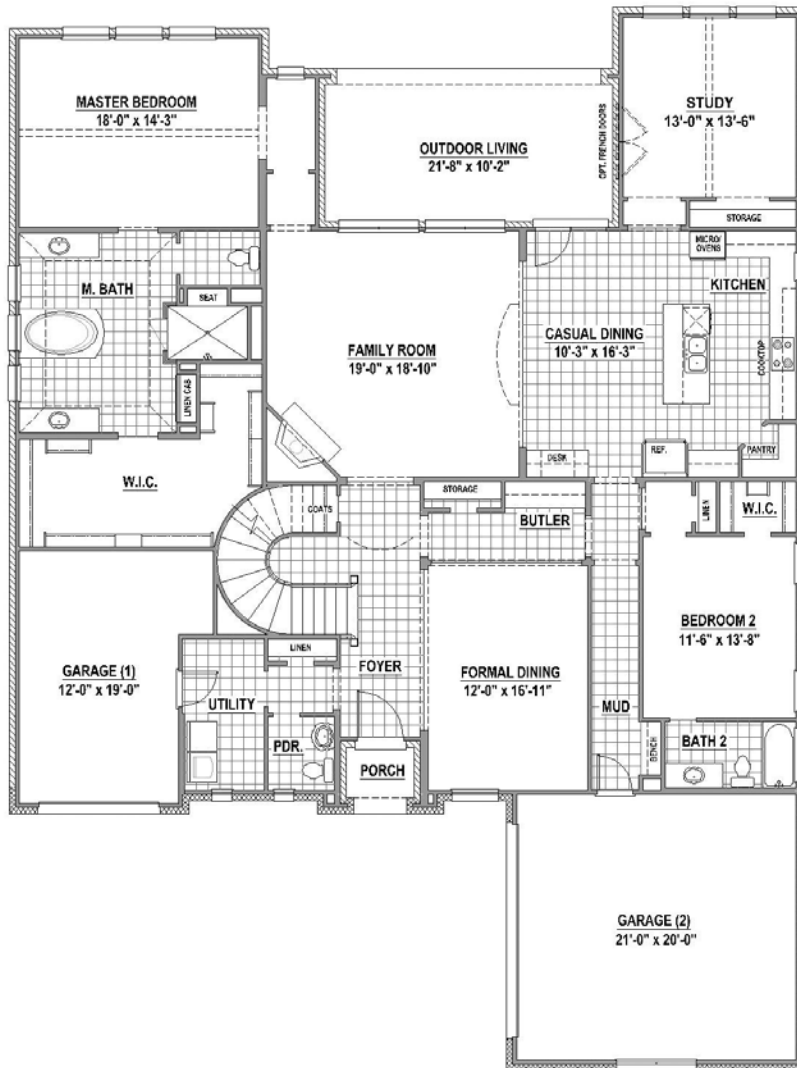 MASTER BEDROOM
18'-0" x 14'-3"
STUDY
13'-0" x 13'-6"
OUTDOOR LIVING
21'-8" x 10'-2"
OPT. FRENCH DOORS
STORAGE
MICRO/
OVENS
KITCHEN
M. BATH
SEAT
CASUAL DINING
10'-3" x 16'-3"
FAMILY ROOM
19'-0" x 18'-10"
COOKTOP
LINEN CAB
DESK
REF.
PANTRY
W.I.C.
COATS
STORAGE
BUTLER
LINEN
W.I.C.
BEDROOM 2
11'-6" x 13'-8"
GARAGE (1)
12'-0" x 19'-0"
LINEN
FOYER
FORMAL DINING
12'-0" x 16'-11"
UTILITY
MUD
PDR.
BENCH
BATH 2
PORCH
GARAGE (2)
21'-0" x 20'-0"